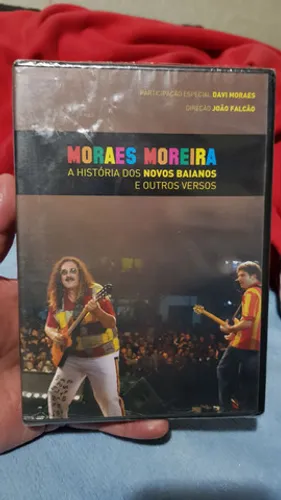 PARTICIPAÇÃO ESPECIAL DAVI MORAES
DIREÇÃO JOÃO FALCÃO
MORAES MOREIRA
A HISTÓRIA DOS NOVOS BAIANOS
E OUTROS VERSOS